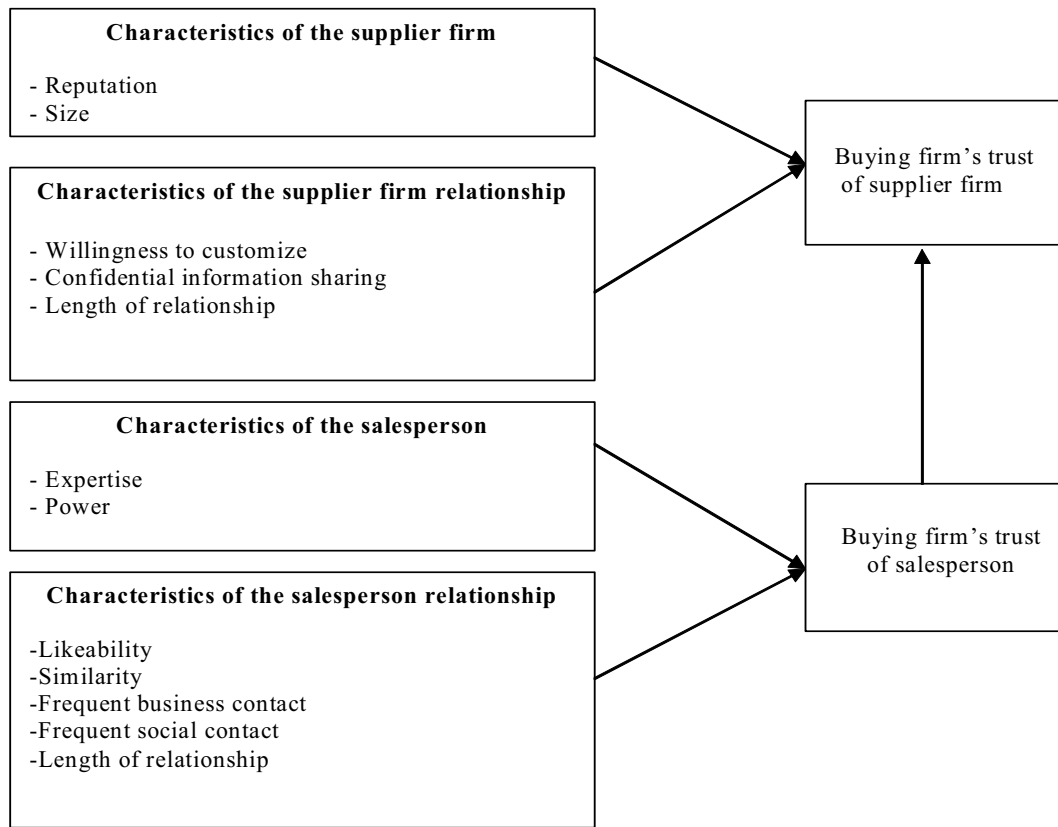 Characteristics of the supplier firm
- Reputation
- Size
Characteristics of the supplier firm relationship
- Willingness to customize
- Confidential information sharing
- Length of relationship
Characteristics of the salesperson
- Expertise
- Power
Characteristics of the salesperson relationship
-Likeability
-Similarity
-Frequent business contact
-Frequent social contact
-Length of relationship
Buying firm’s trust
of supplier firm
Buying firm’s trust
of salesperson